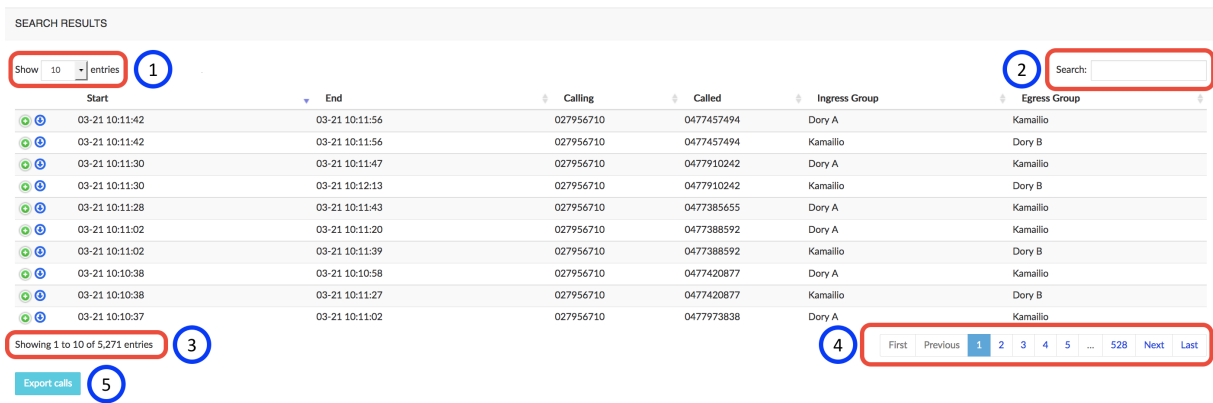 SEARCH RESULTS
Show 10 entries 1 2 Search:
Start End Calling Called Ingress Group Egress Group
03-21 10:11:42 03-21 10:11:56 027956710 0477457494 Dory A Kamailio
03-21 10:11:42 03-21 10:11:56 027956710 0477457494 Kamailio Dory B
03-21 10:11:30 03-21 10:11:47 027956710 0477910242 Dory A Kamailio
03-21 10:11:30 03-21 10:12:13 027956710 0477910242 Kamailio Dory B
03-21 10:11:28 03-21 10:11:43 027956710 0477385655 Dory A Kamailio
03-21 10:11:02 03-21 10:11:20 027956710 0477388592 Dory A Kamailio
03-21 10:11:02 03-21 10:11:39 027956710 0477388592 Kamailio Dory B
03-21 10:10:38 03-21 10:10:58 027956710 0477420877 Dory A Kamailio
03-21 10:10:38 03-21 10:11:27 027956710 0477420877 Kamailio Dory B
03-21 10:10:37 03-21 10:11:02 027956710 0477973838 Dory A Kamailio
Showing 1 to 10 of 5,271 entries 3 4 First Previous 1 2 3 4 5 ... 528 Next Last
Export calls 5